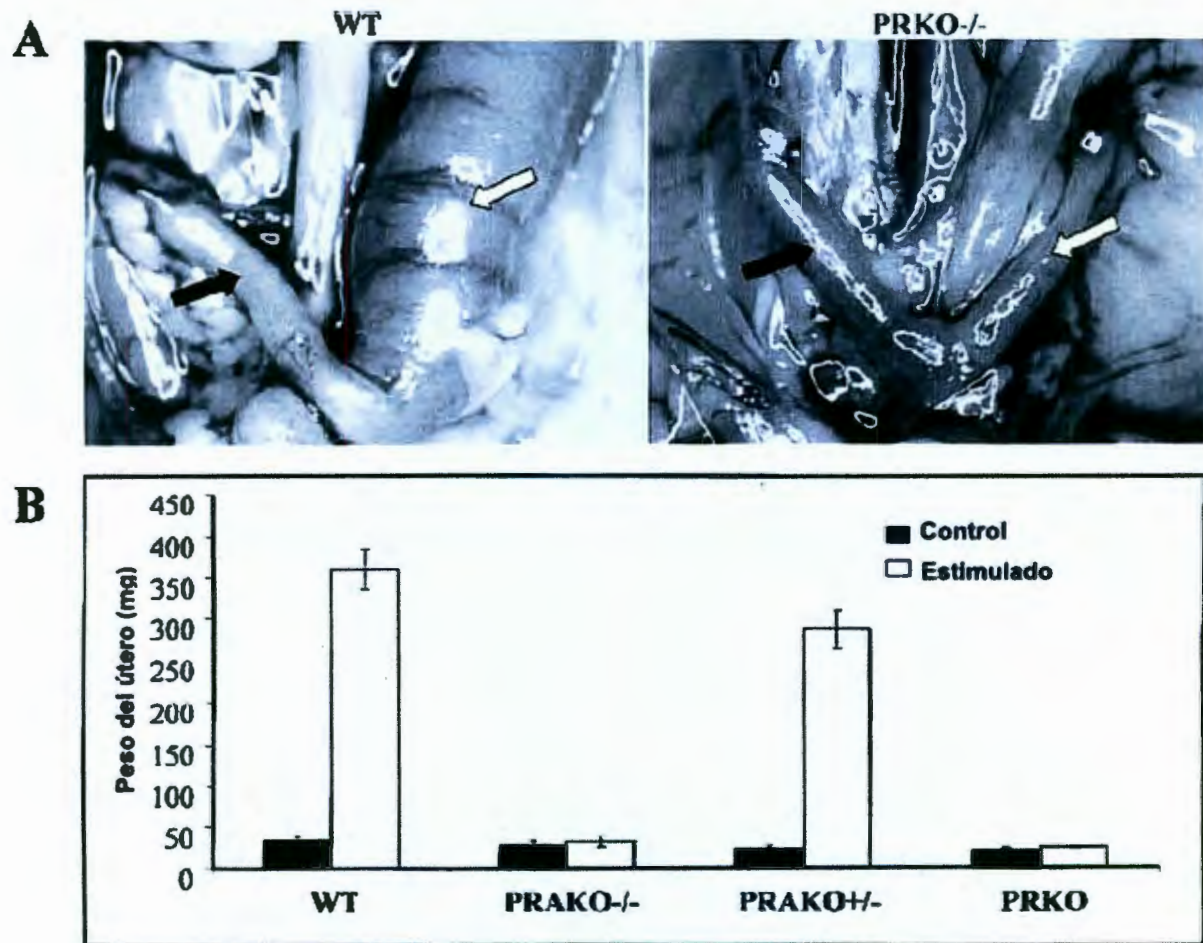 A
WT
PRKO-/-
B
Peso del útero (mg)
450
400
350
300
250
200
150
100
50
0
Control
Estimulado
WT
PRAKO-/-
PRAKO+/-
PRKO